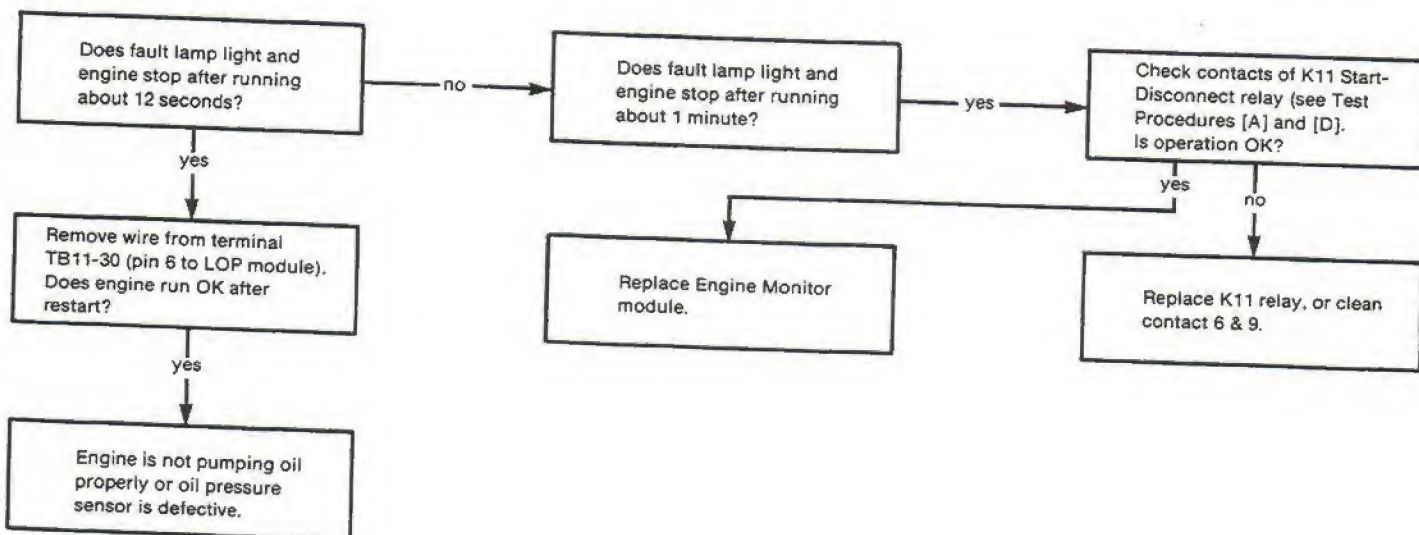 Does fault lamp light and
engine stop after running
about 12 seconds?
no
Does fault lamp light and
engine stop after running
about 1 minute?
yes
Check contacts of K11 Start-
Disconnect relay (see Test
Procedures [A] and [D].
Is operation OK?
yes
Remove wire from terminal
TB11-30 (pin 6 to LOP module).
Does engine run OK after
restart?
yes
no
Replace Engine Monitor
module.
Replace K11 relay, or clean
contact 6 & 9.
yes
Engine is not pumping oil
properly or oil pressure
sensor is defective.